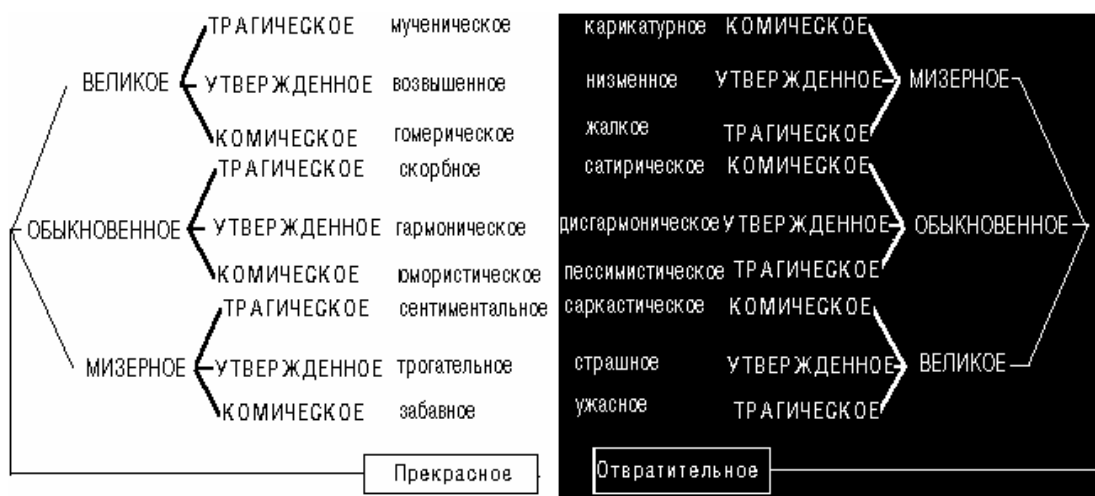 ТРАГИЧЕСКОЕ мученическое
ВЕЛИКОЕ УТВЕРЖДЕННОЕ возвышенное
КОМИЧЕСКОЕ гомерическое
ТРАГИЧЕСКОЕ скорбное
ОБЫКНОВЕННОЕ УТВЕРЖДЕННОЕ гармоническое
КОМИЧЕСКОЕ юмористическое
ТРАГИЧЕСКОЕ сентиментальное
МИЗЕРНОЕ УТВЕРЖДЕННОЕ трогательное
КОМИЧЕСКОЕ забавное
Прекрасное
карикатурное КОМИЧЕСКОЕ
низменное УТВЕРЖДЕННОЕ МИЗЕРНОЕ
жалкое ТРАГИЧЕСКОЕ
сатирическое КОМИЧЕСКОЕ
дисгармоническое УТВЕРЖДЕННОЕ ОБЫКНОВЕННОЕ
пессимистическое ТРАГИЧЕСКОЕ
саркастическое КОМИЧЕСКОЕ
страшное УТВЕРЖДЕННОЕ ВЕЛИКОЕ
ужасное ТРАГИЧЕСКОЕ
Отвратительное